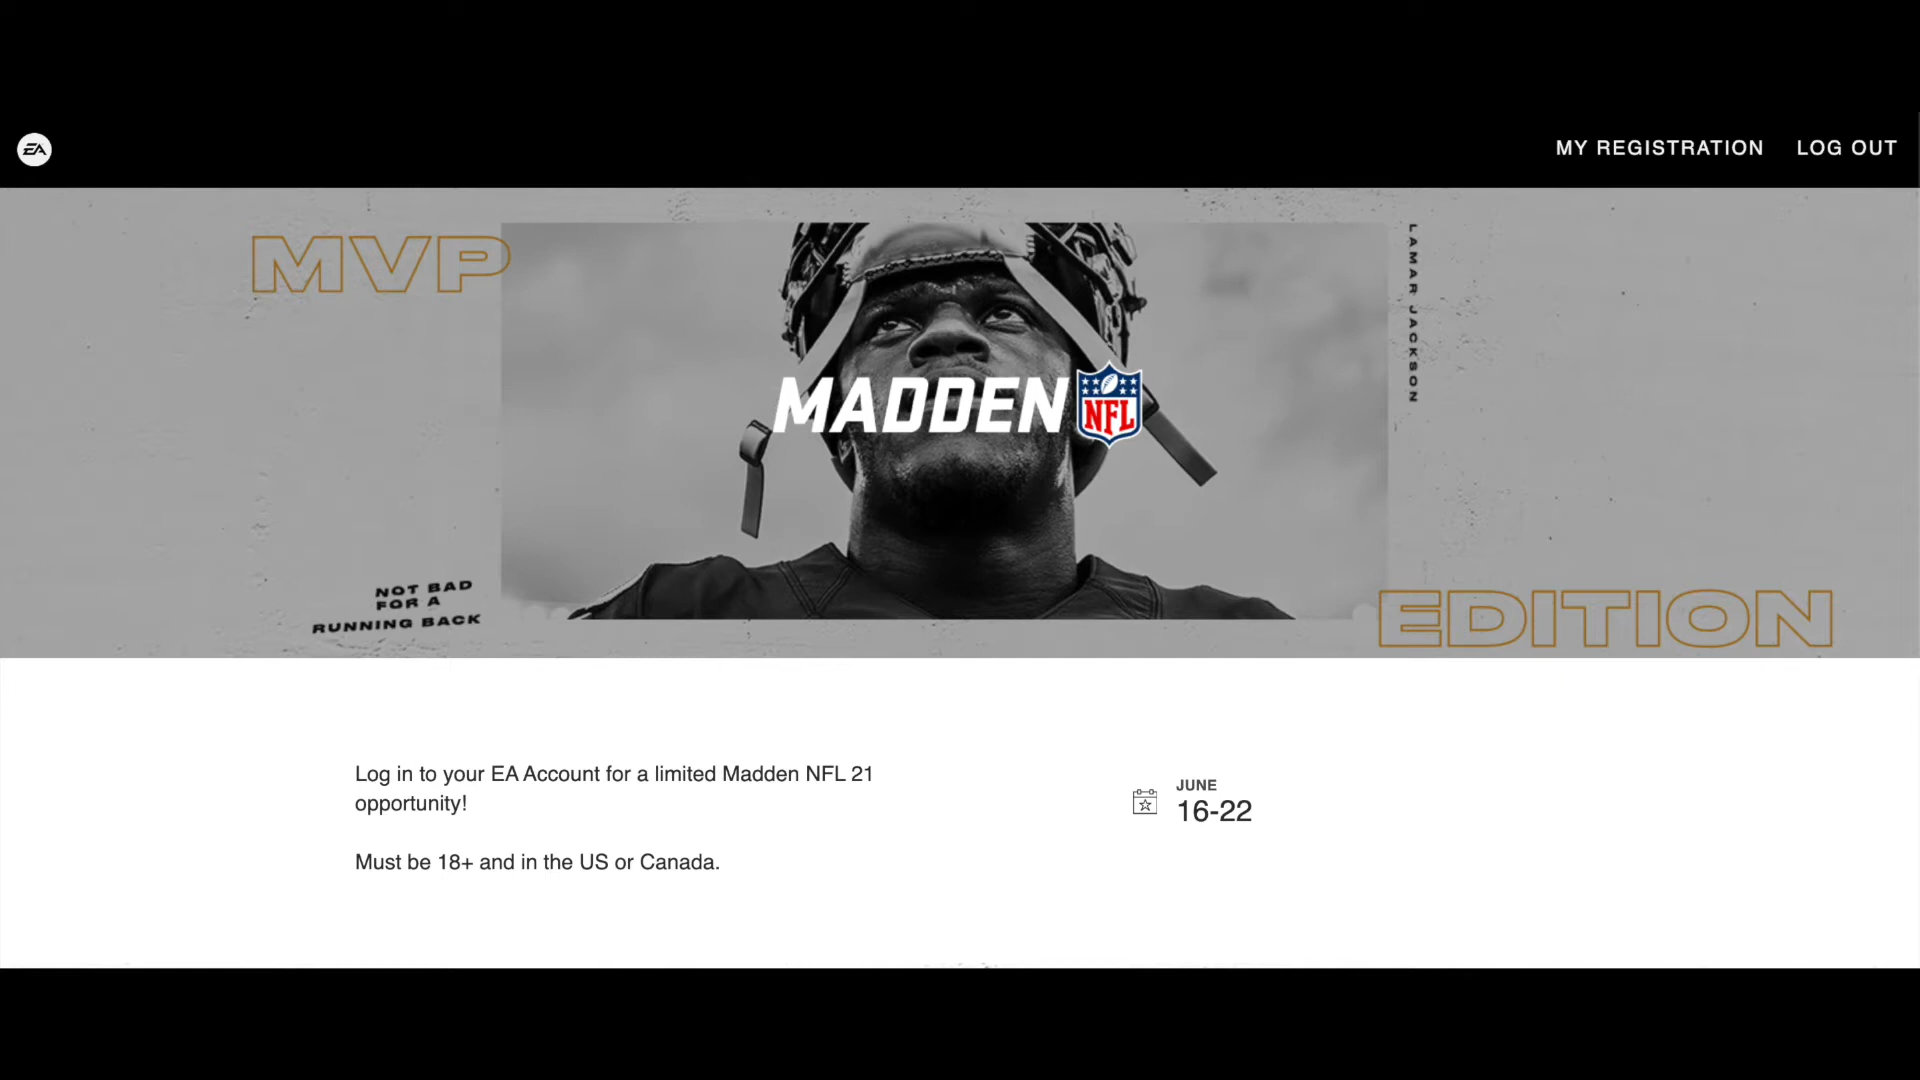 EA
MY REGISTRATION
LOG OUT
MVP
LAMAR JACKSON
MADDEN
NFL
NOT BAD
FOR A
RUNNING BACK
EDITION
Log in to your EA Account for a limited Madden NFL 21
opportunity!
Must be 18+ and in the US or Canada.
JUNE
16-22